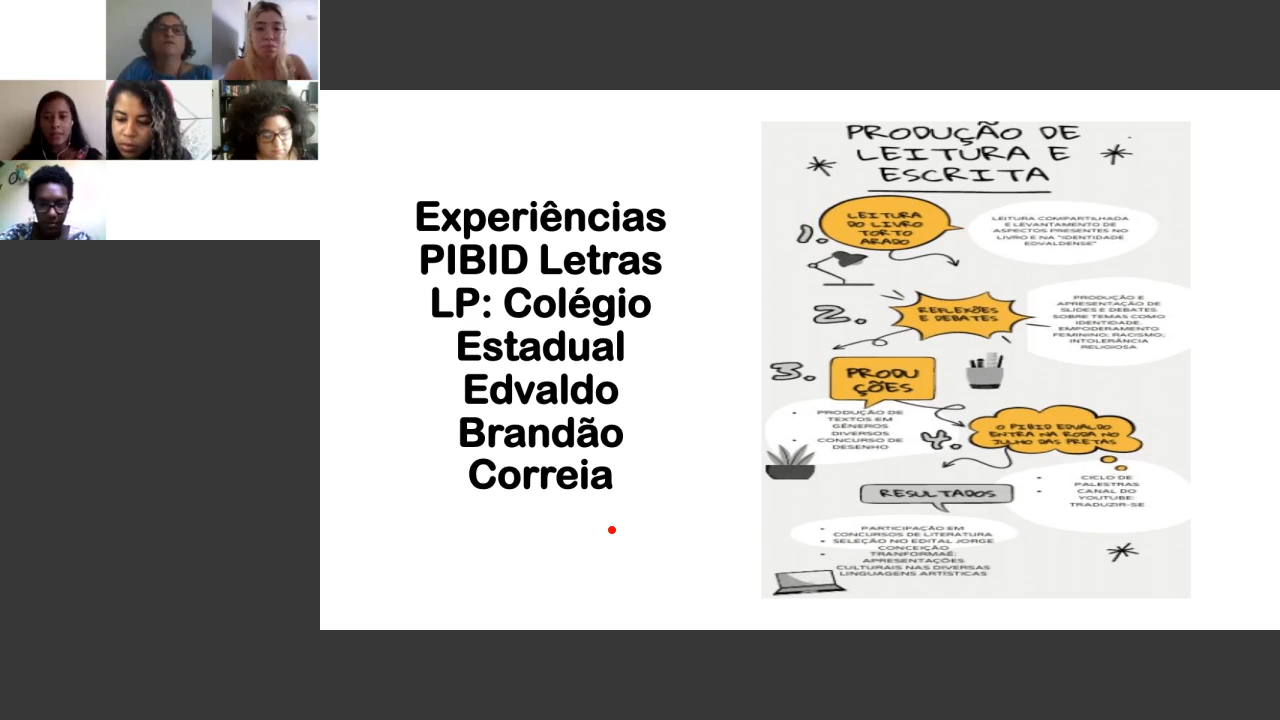 Experiências
PIBID Letras
LP: Colégio
Estadual
Edvaldo
Brandão
Correia
PRODUÇÃO DE
LEITURA E
ESCRITA
1.
LEITURA
DO LIVRO
TORTO
ARADO
LEITURA COMPARTILHADA
E LEVANTAMENTO DE
ASPECTOS PRESENTES NO
LIVRO E NA "IDENTIDADE
EDVALDENSE"
2.
REFLEXÕES
E DEBATES
PRODUÇÃO E
APRESENTAÇÃO DE
SLIDES E DEBATES
SOBRE TEMAS COMO
IDENTIDADE,
EMPODERAMENTO
FEMININO, RACISMO,
INTOLERÂNCIA
RELIGIOSA
3.
PRODU
ÇÕES
• PRODUÇÃO DE
TEXTOS EM
GÊNEROS
DIVERSOS
• CONCURSO DE
DESENHO
4.
O PIBID EDVALDO
ENTRA NA RODA NO
JULHO DAS PRETAS
• CICLO DE
PALESTRAS
• CANAL DO
YOUTUBE:
TRADUZIR-SE
RESULTADOS
• PARTICIPAÇÃO EM
CONCURSOS DE LITERATURA
• SELEÇÃO NO EDITAL JORGE
CONCEIÇÃO
• TRANFORMAÊ:
APRESENTAÇÕES
CULTURAIS NAS DIVERSAS
LINGUAGENS ARTÍSTICAS